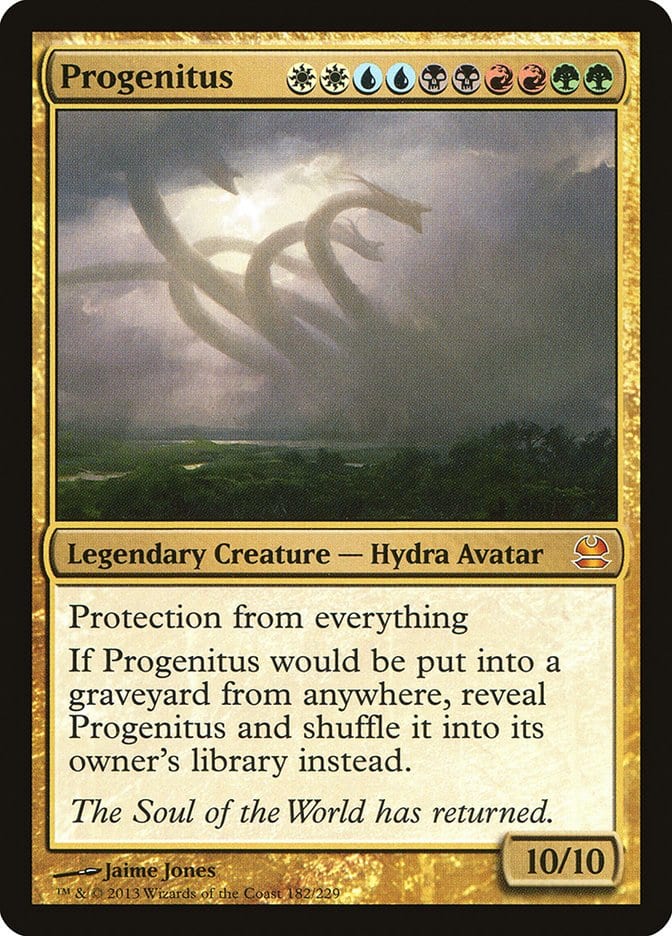 Progenitus
Legendary Creature — Hydra Avatar
Protection from everything
If Progenitus would be put into a
graveyard from anywhere, reveal
Progenitus and shuffle it into its
owner's library instead.
The Soul of the World has returned.
10/10
Jaime Jones
™ & © 2013 Wizards of the Coast 182/229